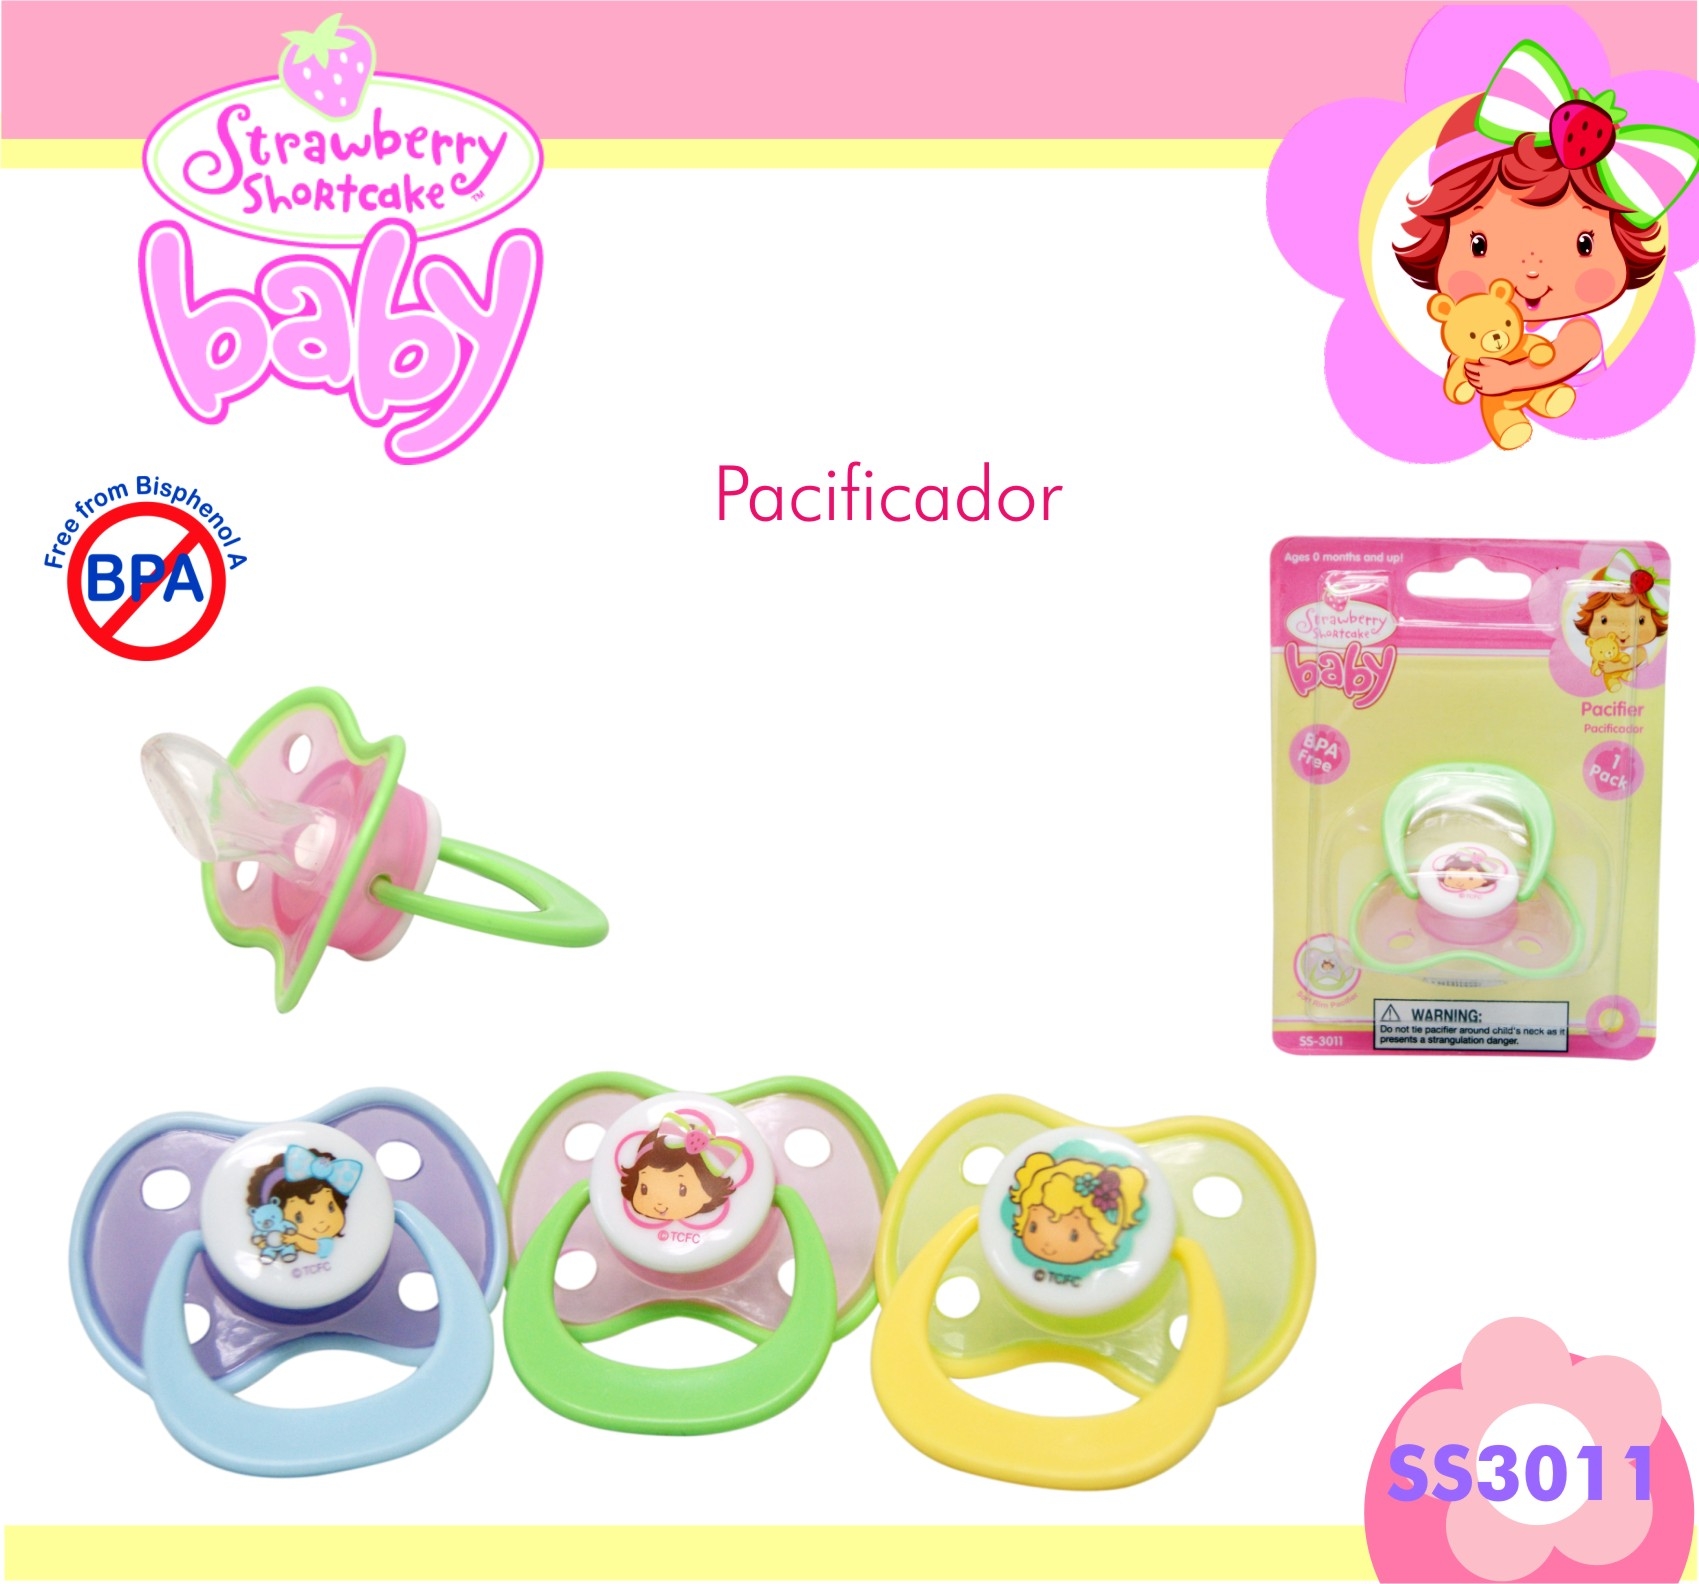 Strawberry
Shortcake™
baby
Free from Bisphenol A
BPA
Pacificador
Ages 0 months and up!
Strawberry
Shortcake
baby
Pacifier
Pacificador
BPA
Free
1
Pack
WARNING:
Do not tie pacifier around child's neck as it
presents a strangulation danger.
SS-3011
©TCFC
©TCFC
©TCFC
SS3011